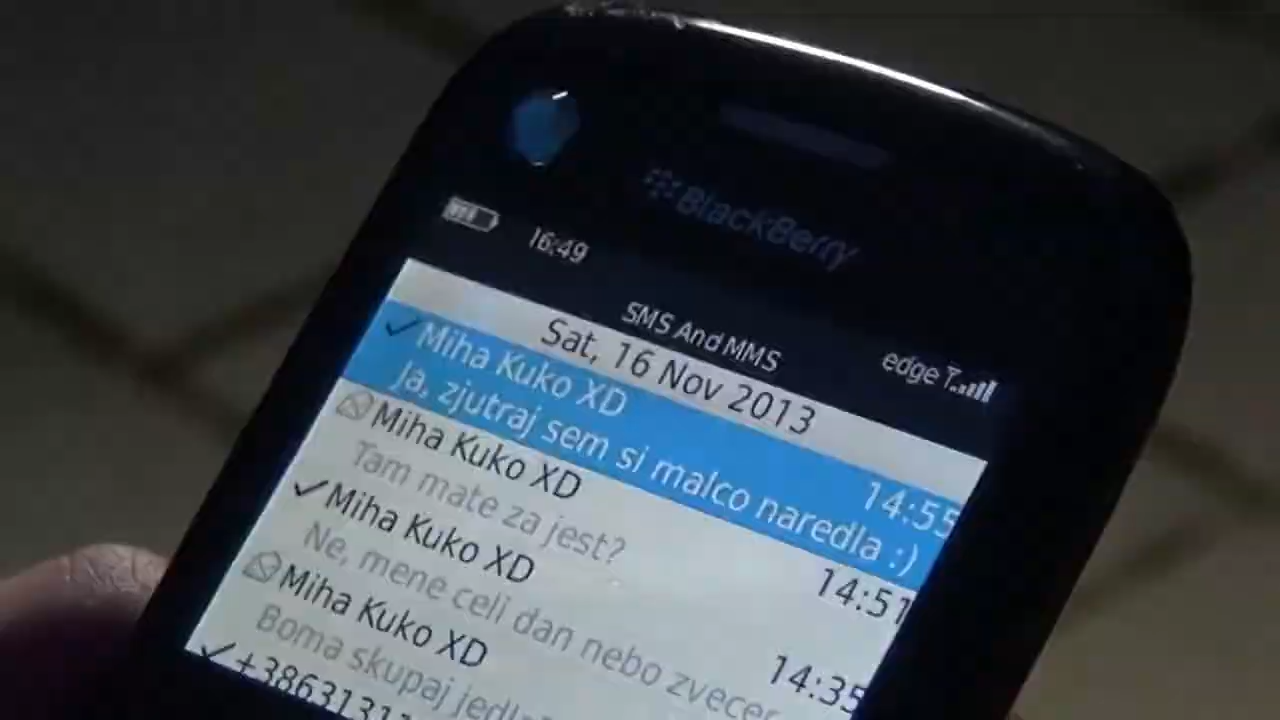 BlackBerry
16:49
SMS And MMS
edge
Sat, 16 Nov 2013
Miha Kuko XD 14:55
Ja, zjutraj sem si malco naredla :)
Miha Kuko XD 14:51
Tam mate za jest?
Miha Kuko XD 14:35
Ne, mene celi dan nebo zvecer
Miha Kuko XD
Boma skupaj